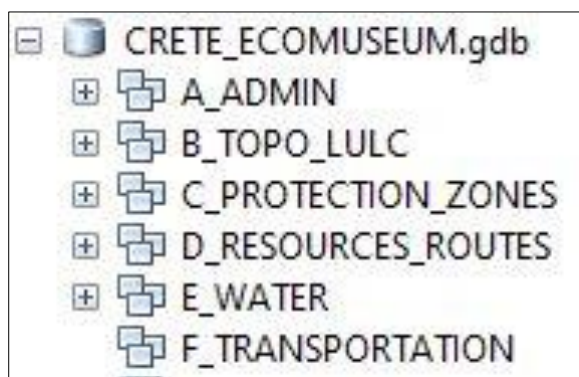 CRETE_ECOMUSEUM.gdb
A_ADMIN
B_TOPO_LULC
C_PROTECTION_ZONES
D_RESOURCES_ROUTES
E_WATER
F_TRANSPORTATION